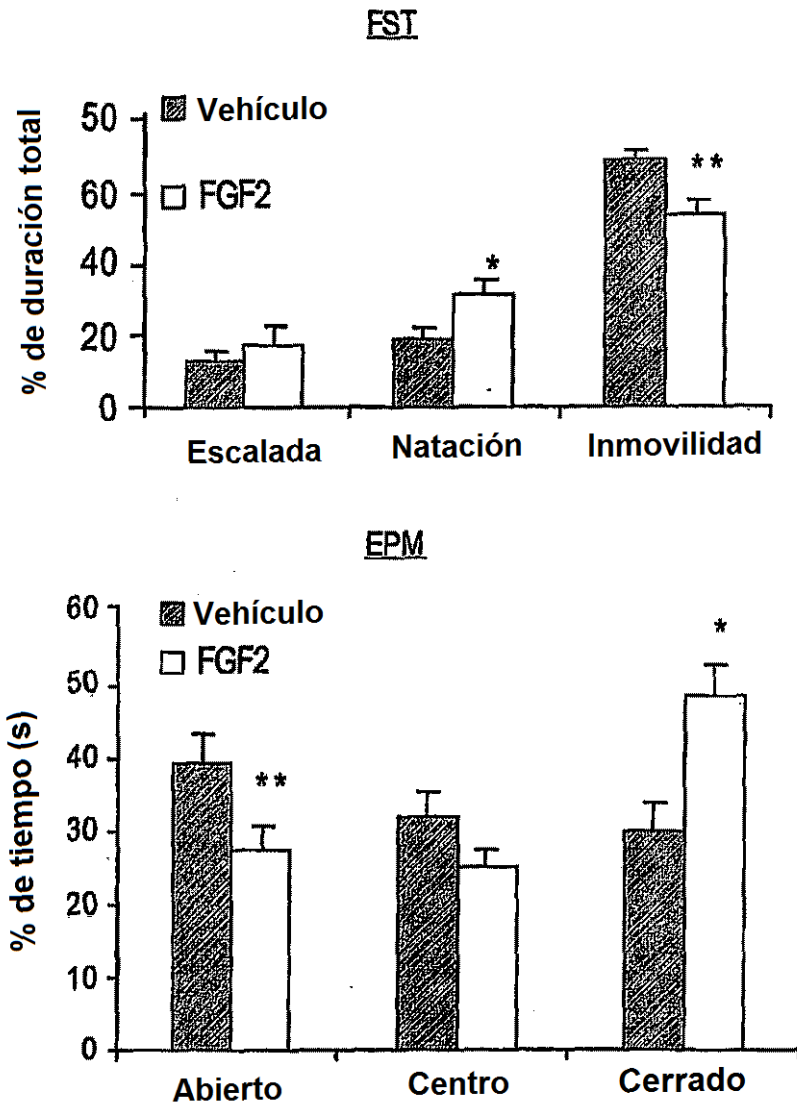 FST
% de duración total
50
60
40
20
0
Vehículo
FGF2
*
**
Escalada Natación Inmovilidad
EPM
% de tiempo (s)
60
50
40
30
20
10
0
Vehículo
FGF2
**
*
Abierto Centro Cerrado